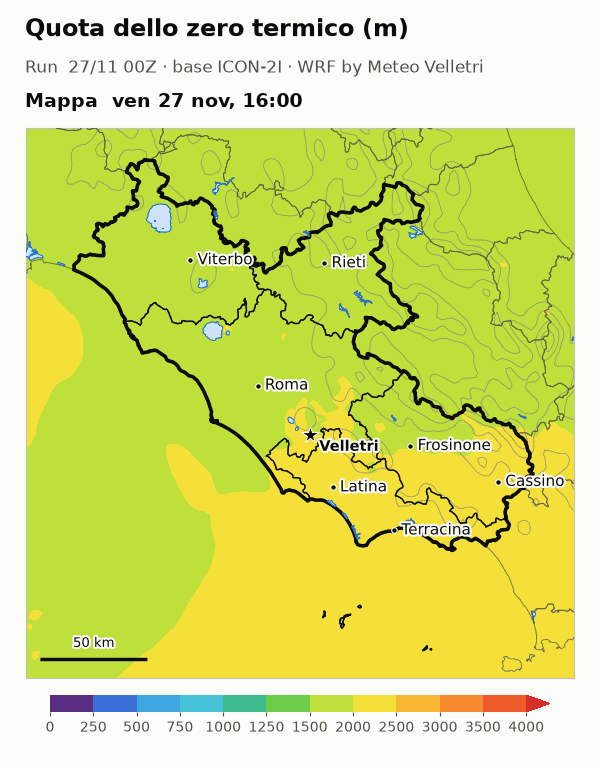 Quota dello zero termico (m)
Run  27/11 00Z · base ICON-2I · WRF by Meteo Velletri
Mappa  ven 27 nov, 16:00
Viterbo
Rieti
Roma
Velletri
Frosinone
Cassino
Latina
Terracina
50 km
0 250 500 750 1000 1250 1500 2000 2500 3000 3500 4000